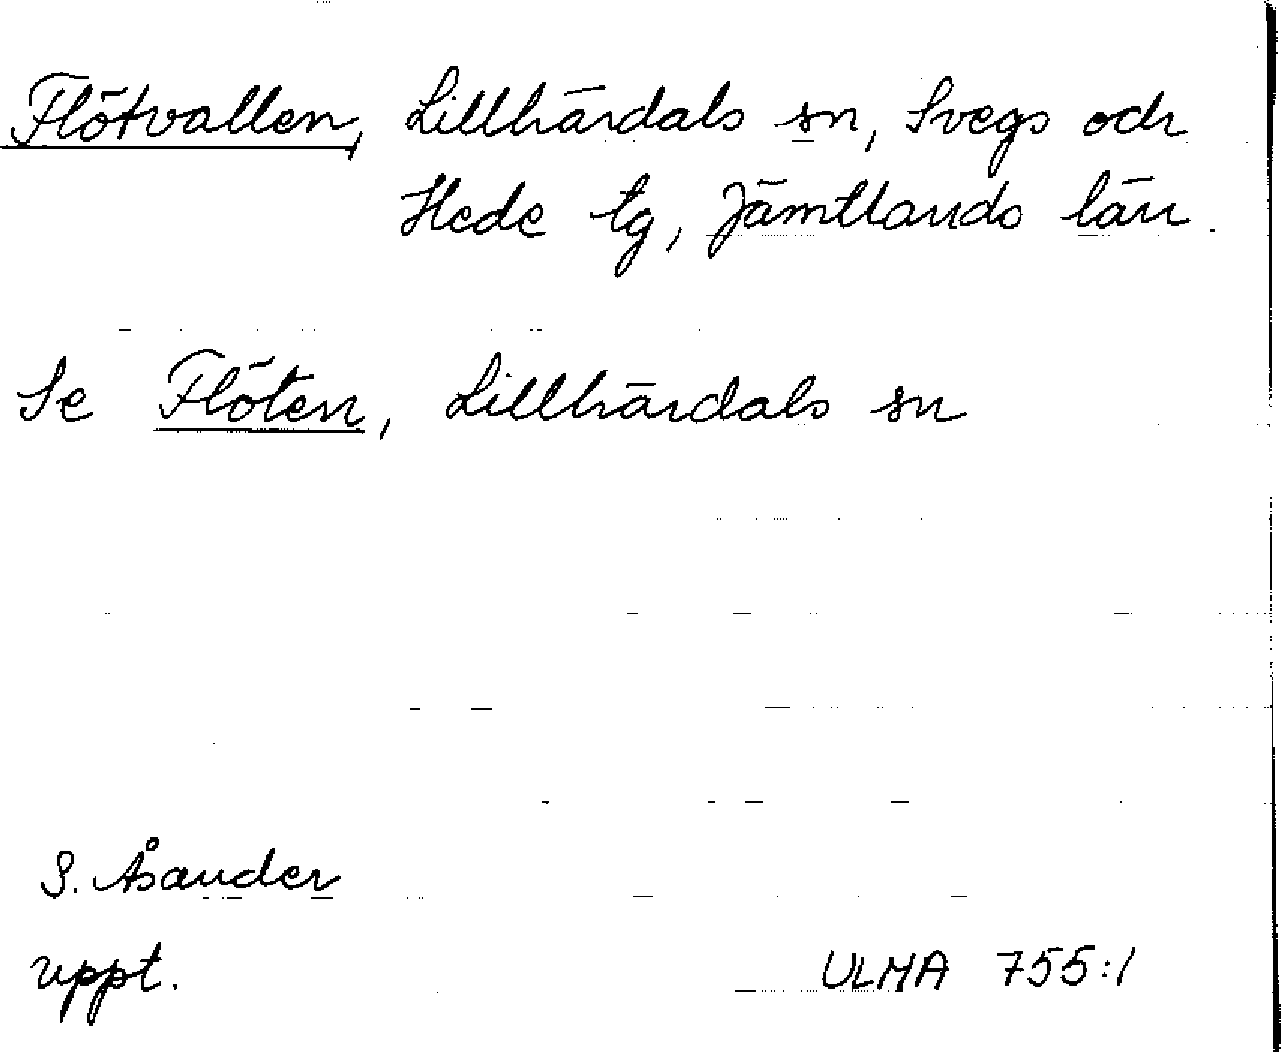 Flötvallen, Lillhärdals sn, Svegs och
Hede tg, Jämtlands län.
Se Flöten, Lillhärdals sn
S. Åsander
uppt.
ULMA 755:1